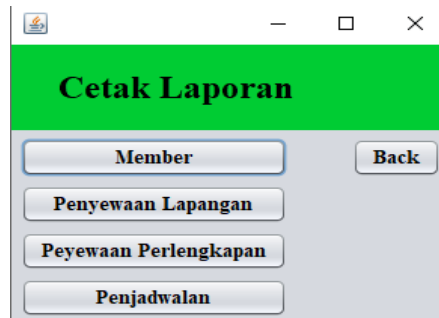 Cetak Laporan
Member
Back
Penyewaan Lapangan
Peyewaan Perlengkapan
Penjadwalan